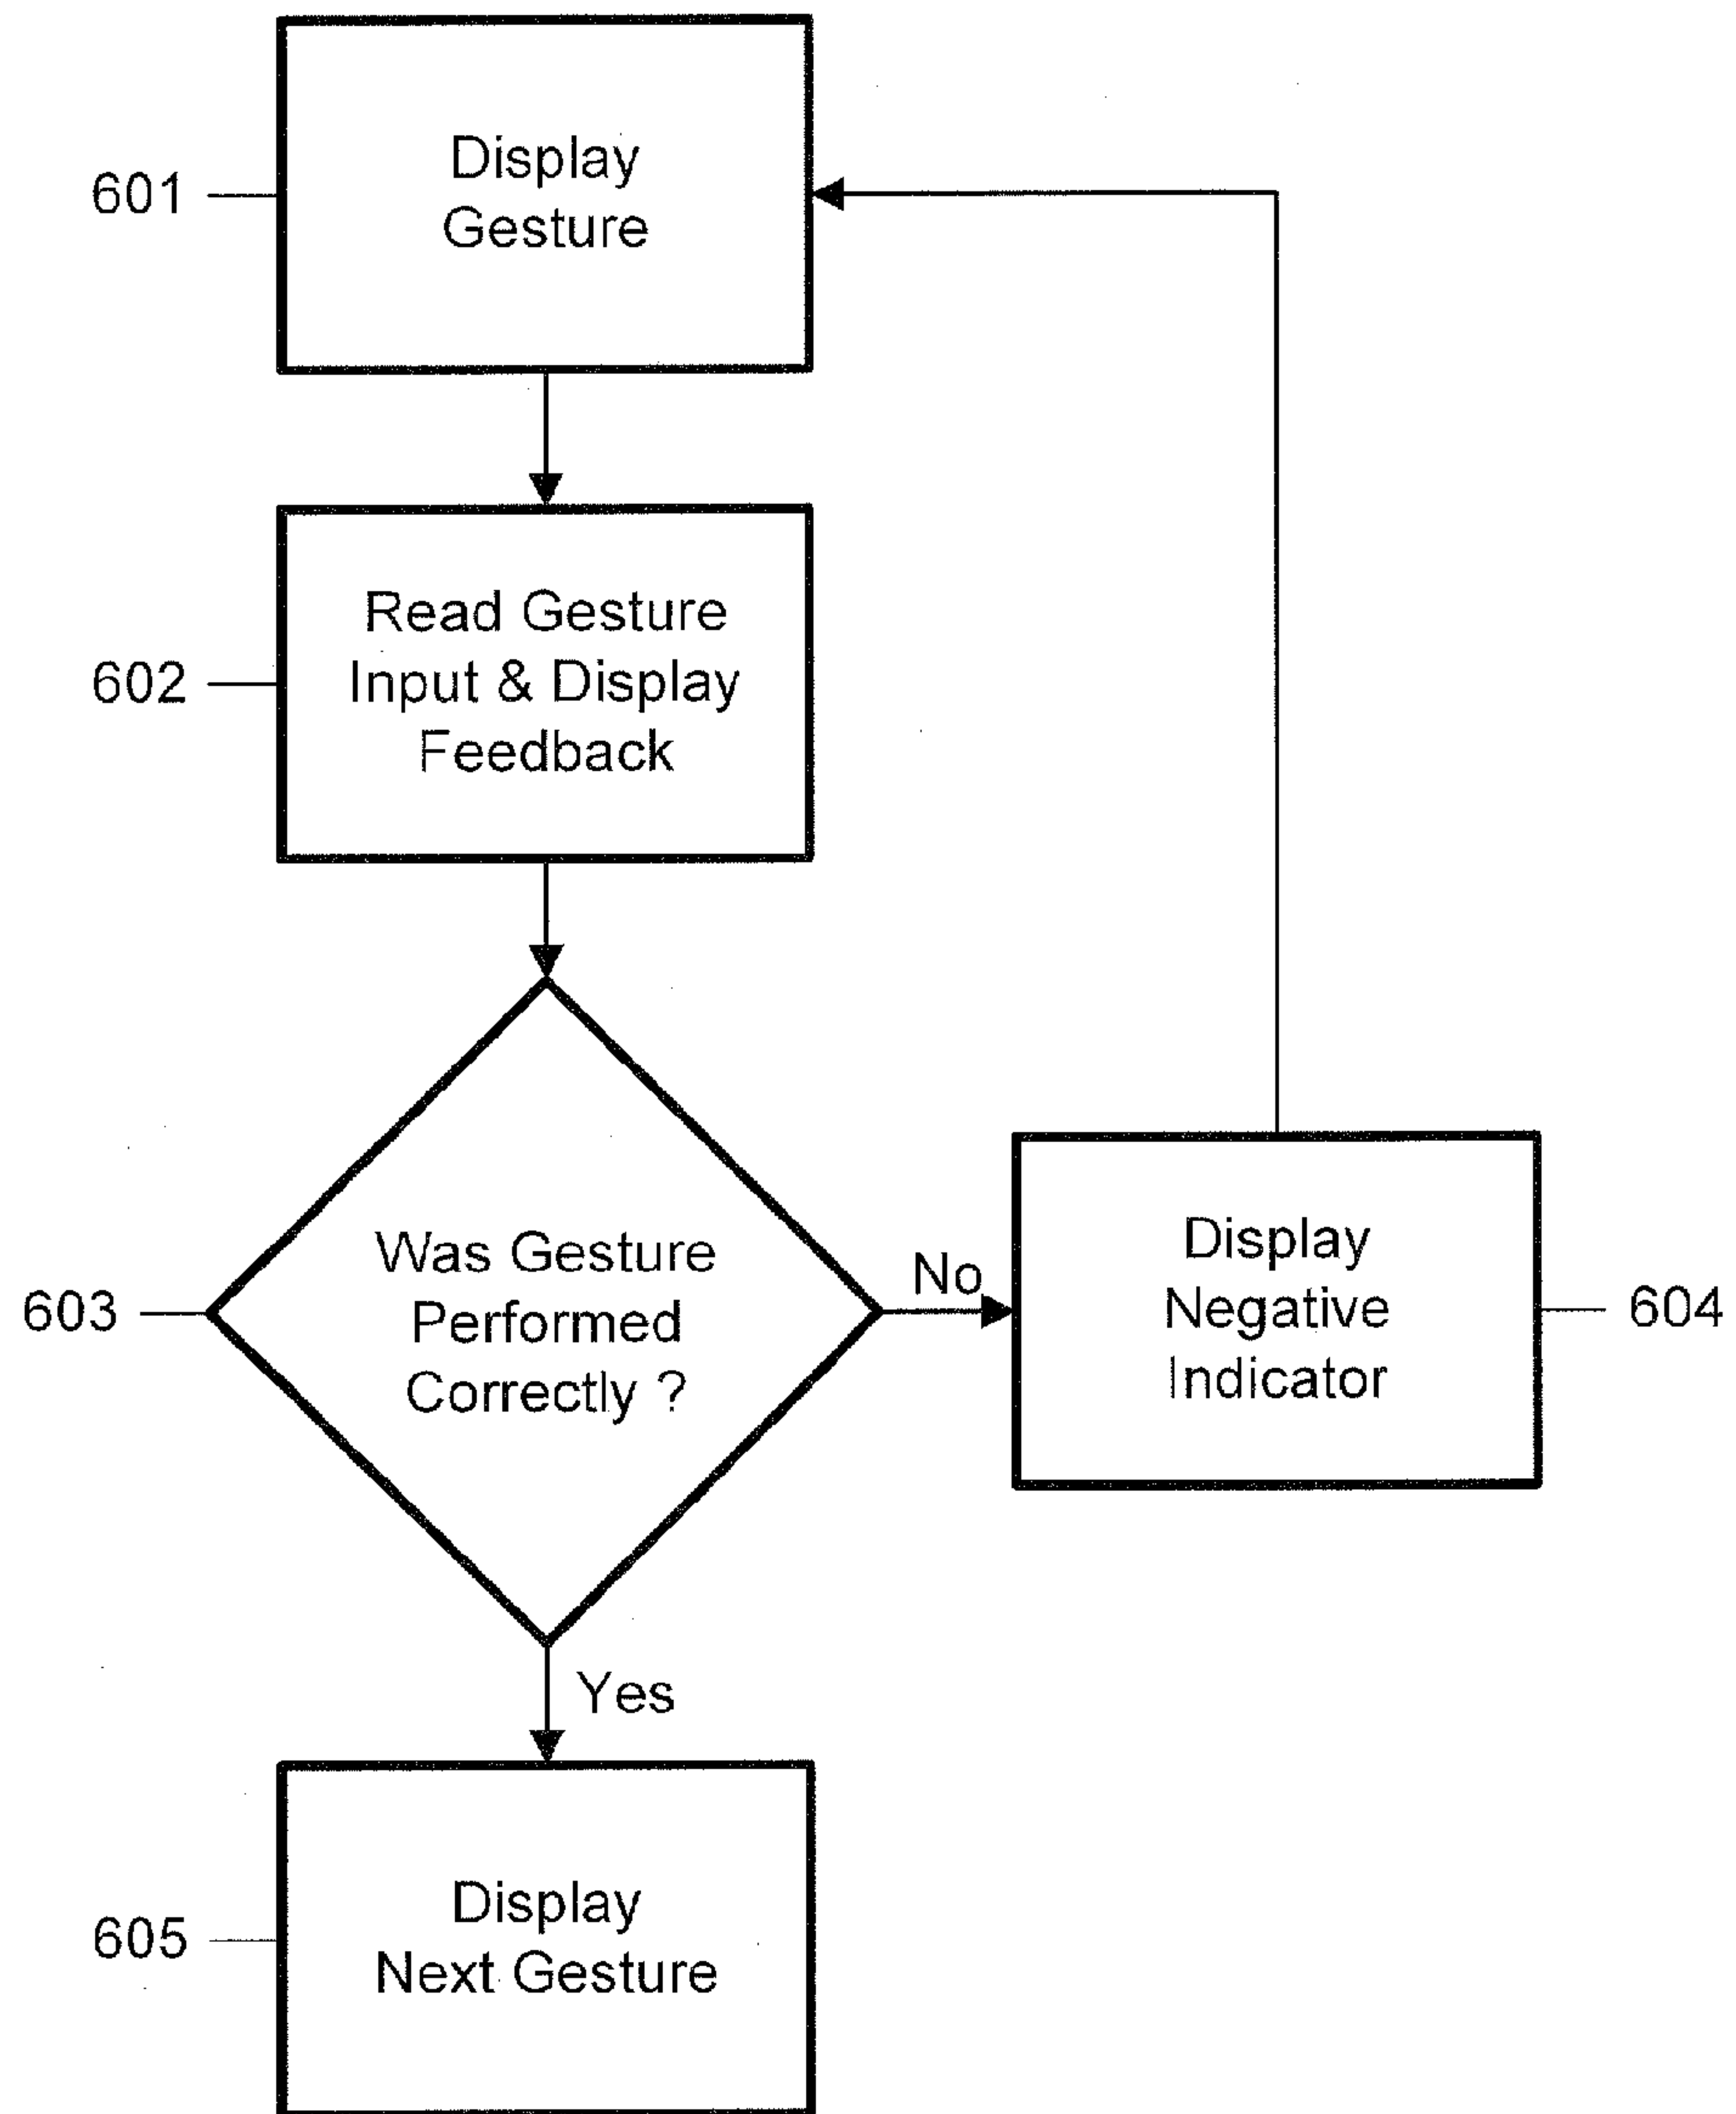 Display
Gesture
601
Read Gesture
Input & Display
Feedback
602
Was Gesture
Performed
Correctly ?
603
No
Display
Negative
Indicator
604
Yes
Display
Next Gesture
605